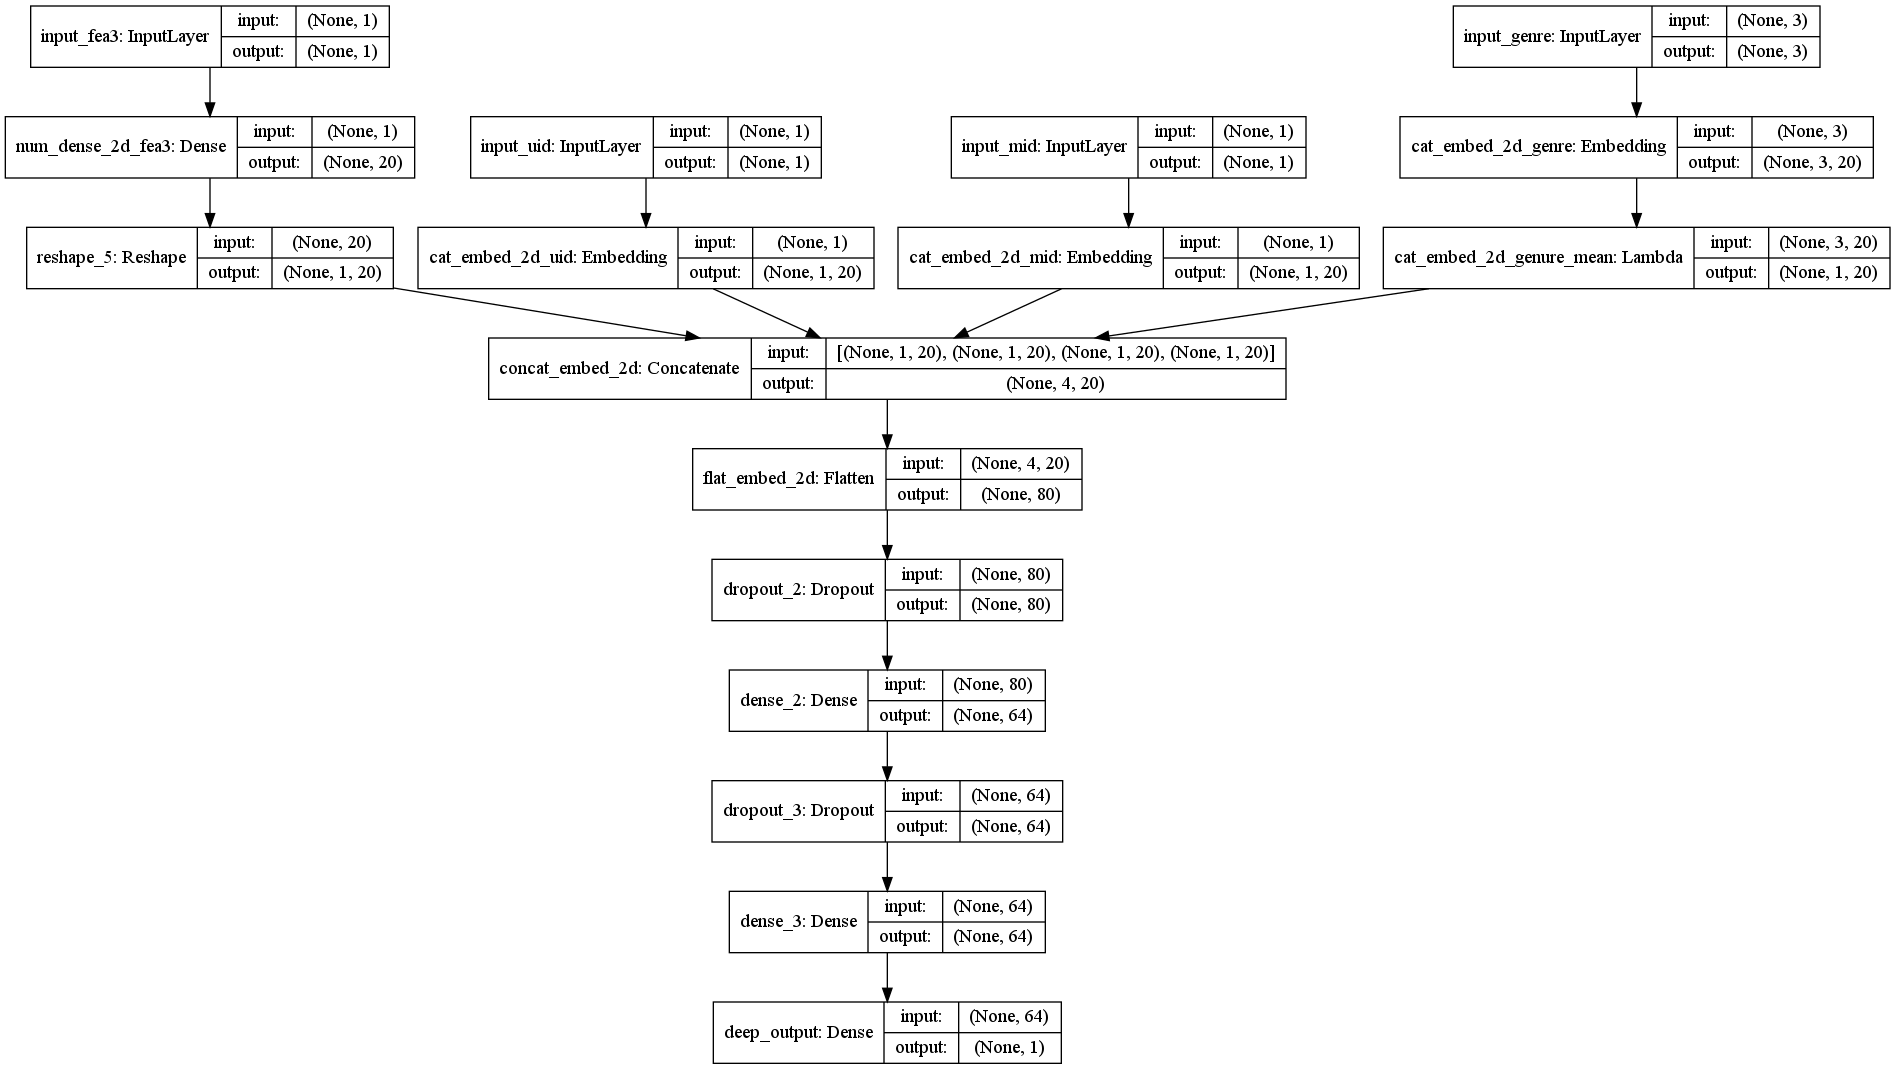 input_fea3: InputLayer
input: (None, 1)
output: (None, 1)
input_genre: InputLayer
input: (None, 3)
output: (None, 3)
num_dense_2d_fea3: Dense
input: (None, 1)
output: (None, 20)
input_uid: InputLayer
input: (None, 1)
output: (None, 1)
input_mid: InputLayer
input: (None, 1)
output: (None, 1)
cat_embed_2d_genre: Embedding
input: (None, 3)
output: (None, 3, 20)
reshape_5: Reshape
input: (None, 20)
output: (None, 1, 20)
cat_embed_2d_uid: Embedding
input: (None, 1)
output: (None, 1, 20)
cat_embed_2d_mid: Embedding
input: (None, 1)
output: (None, 1, 20)
cat_embed_2d_genure_mean: Lambda
input: (None, 3, 20)
output: (None, 1, 20)
concat_embed_2d: Concatenate
input: [(None, 1, 20), (None, 1, 20), (None, 1, 20), (None, 1, 20)]
output: (None, 4, 20)
flat_embed_2d: Flatten
input: (None, 4, 20)
output: (None, 80)
dropout_2: Dropout
input: (None, 80)
output: (None, 80)
dense_2: Dense
input: (None, 80)
output: (None, 64)
dropout_3: Dropout
input: (None, 64)
output: (None, 64)
dense_3: Dense
input: (None, 64)
output: (None, 64)
deep_output: Dense
input: (None, 64)
output: (None, 1)